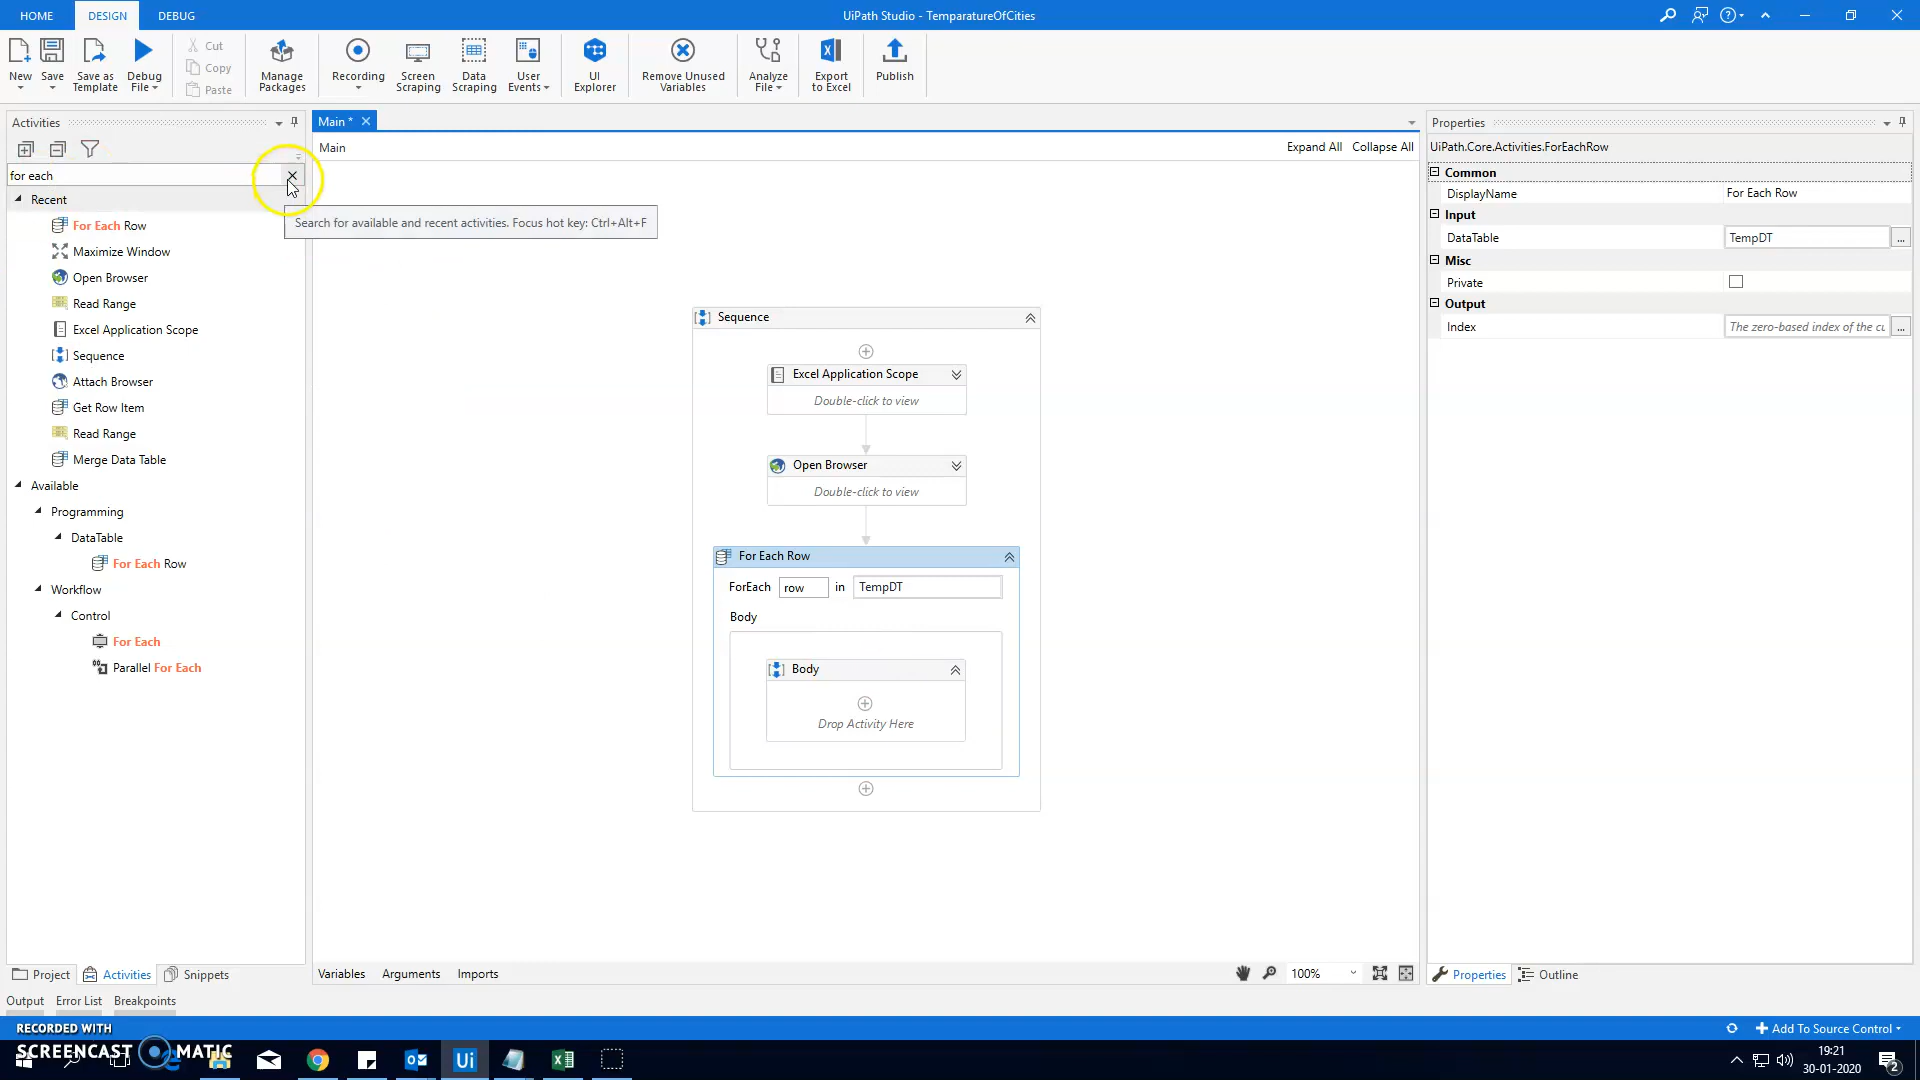 HOME
DESIGN
DEBUG
UiPath Studio - TemparatureOfCities
New
Save
Save as
Template
Debug
File
Cut
Copy
Paste
Manage
Packages
Recording
Screen
Scraping
Data
Scraping
User
Events
UI
Explorer
Remove Unused
Variables
Analyze
File
Export
to Excel
Publish
Activities
for each
Search for available and recent activities. Focus hot key: Ctrl+Alt+F
Recent
For Each Row
Maximize Window
Open Browser
Read Range
Excel Application Scope
Sequence
Attach Browser
Get Row Item
Read Range
Merge Data Table
Available
Programming
DataTable
For Each Row
Workflow
Control
For Each
Parallel For Each
Project
Activities
Snippets
Main *
Main
Expand All
Collapse All
Sequence
Excel Application Scope
Double-click to view
Open Browser
Double-click to view
For Each Row
ForEach row in TempDT
Body
Body
Drop Activity Here
Variables
Arguments
Imports
100%
Properties
UiPath.Core.Activities.ForEachRow
Common
DisplayName For Each Row
Input
DataTable TempDT ...
Misc
Private
Output
Index The zero-based index of the cu ...
Properties
Outline
Output
Error List
Breakpoints
Add To Source Control
RECORDED WITH
SCREENCAST MATIC
Ui
19:21
30-01-2020
2